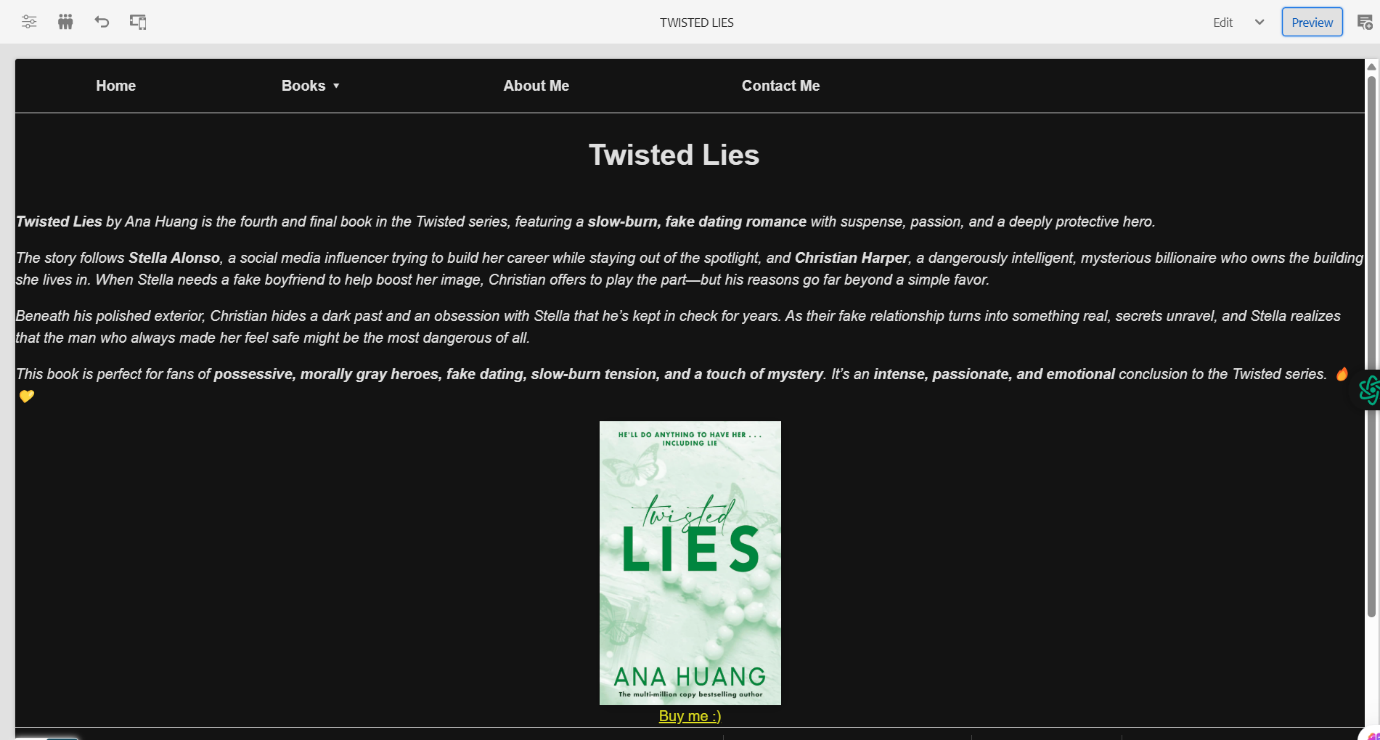 TWISTED LIES
Edit
Preview
Home
Books ▾
About Me
Contact Me
Twisted Lies
Twisted Lies by Ana Huang is the fourth and final book in the Twisted series, featuring a slow-burn, fake dating romance with suspense, passion, and a deeply protective hero.
The story follows Stella Alonso, a social media influencer trying to build her career while staying out of the spotlight, and Christian Harper, a dangerously intelligent, mysterious billionaire who owns the building
she lives in. When Stella needs a fake boyfriend to help boost her image, Christian offers to play the part—but his reasons go far beyond a simple favor.
Beneath his polished exterior, Christian hides a dark past and an obsession with Stella that he’s kept in check for years. As their fake relationship turns into something real, secrets unravel, and Stella realizes
that the man who always made her feel safe might be the most dangerous of all.
This book is perfect for fans of possessive, morally gray heroes, fake dating, slow-burn tension, and a touch of mystery. It’s an intense, passionate, and emotional conclusion to the Twisted series. 🔥
💛
HE'LL DO ANYTHING TO HAVE HER . . .
INCLUDING LIE
twisted
LIES
ANA HUANG
The multi-million copy bestselling author
Buy me :)